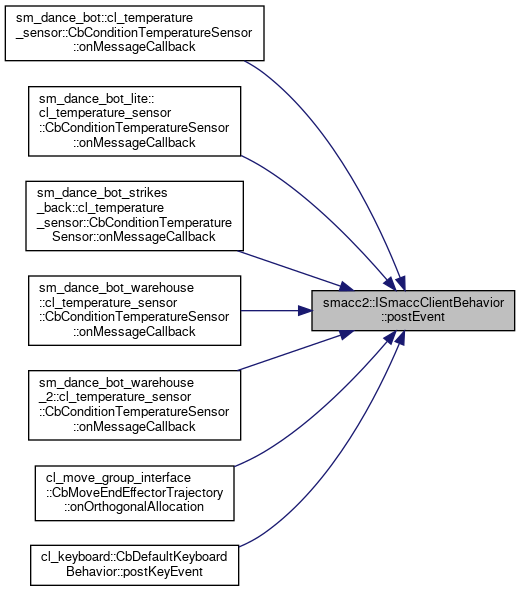 sm_dance_bot::cl_temperature
_sensor::CbConditionTemperatureSensor
::onMessageCallback
sm_dance_bot_lite::
cl_temperature_sensor
::CbConditionTemperatureSensor
::onMessageCallback
sm_dance_bot_strikes
_back::cl_temperature
_sensor::CbConditionTemperature
Sensor::onMessageCallback
sm_dance_bot_warehouse
::cl_temperature_sensor
::CbConditionTemperatureSensor
::onMessageCallback
smacc2::ISmaccClientBehavior
::postEvent
sm_dance_bot_warehouse
_2::cl_temperature_sensor
::CbConditionTemperatureSensor
::onMessageCallback
cl_move_group_interface
::CbMoveEndEffectorTrajectory
::onOrthogonalAllocation
cl_keyboard::CbDefaultKeyboard
Behavior::postKeyEvent